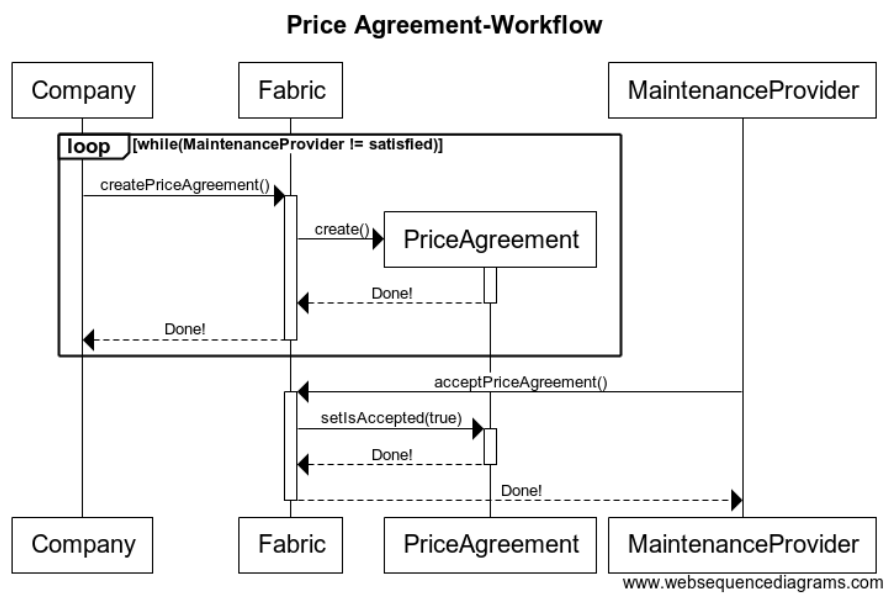 Price Agreement-Workflow
Company Fabric MaintenanceProvider
loop [while(MaintenanceProvider != satisfied)]
createPriceAgreement()
create() PriceAgreement
Done!
Done!
acceptPriceAgreement()
setIsAccepted(true)
Done!
Done!
Company Fabric PriceAgreement MaintenanceProvider
www.websequencediagrams.com